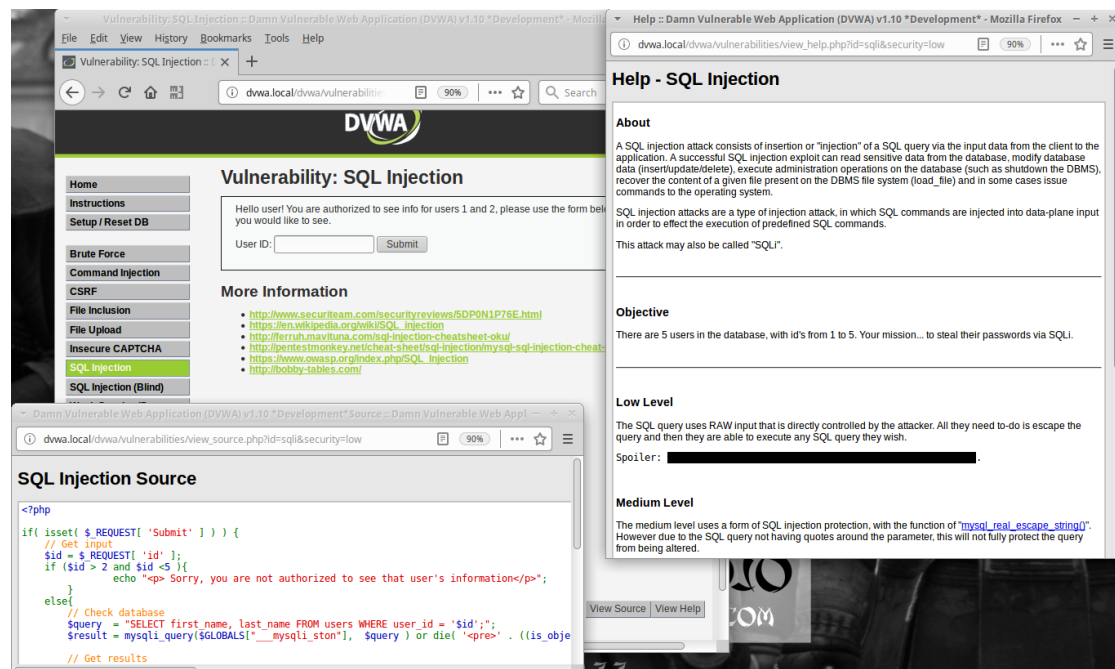 Vulnerability: SQL Injection :: Damn Vulnerable Web Application (DVWA) v1.10 *Development* - Mozilla
File Edit View History Bookmarks Tools Help
Vulnerability: SQL Injection ::
dvwa.local/dvwa/vulnerabilitie
90%
Search
DVWA
Home
Instructions
Setup / Reset DB
Brute Force
Command Injection
CSRF
File Inclusion
File Upload
Insecure CAPTCHA
SQL Injection
SQL Injection (Blind)
Vulnerability: SQL Injection
Hello user! You are authorized to see info for users 1 and 2, please use the form bel
you would like to see.
User ID: Submit
More Information
http://www.securiteam.com/securityreviews/5DP0N1P76E.html
https://en.wikipedia.org/wiki/SQL_injection
http://ferruh.mavituna.com/sql-injection-cheatsheet-oku/
http://pentestmonkey.net/cheat-sheet/sql-injection/mysql-sql-injection-cheat-
https://www.owasp.org/index.php/SQL_Injection
http://bobby-tables.com/
View Source View Help
Help :: Damn Vulnerable Web Application (DVWA) v1.10 *Development* - Mozilla Firefox
dvwa.local/dvwa/vulnerabilities/view_help.php?id=sqli&security=low
90%
Help - SQL Injection
About
A SQL injection attack consists of insertion or "injection" of a SQL query via the input data from the client to the
application. A successful SQL injection exploit can read sensitive data from the database, modify database
data (insert/update/delete), execute administration operations on the database (such as shutdown the DBMS),
recover the content of a given file present on the DBMS file system (load_file) and in some cases issue
commands to the operating system.
SQL injection attacks are a type of injection attack, in which SQL commands are injected into data-plane input
in order to effect the execution of predefined SQL commands.
This attack may also be called "SQLi".
Objective
There are 5 users in the database, with id's from 1 to 5. Your mission... to steal their passwords via SQLi.
Low Level
The SQL query uses RAW input that is directly controlled by the attacker. All they need to-do is escape the
query and then they are able to execute any SQL query they wish.
Spoiler: .
Medium Level
The medium level uses a form of SQL injection protection, with the function of "mysql_real_escape_string()".
However due to the SQL query not having quotes around the parameter, this will not fully protect the query
from being altered.
Damn Vulnerable Web Application (DVWA) v1.10 *Development*Source :: Damn Vulnerable Web Appl
dvwa.local/dvwa/vulnerabilities/view_source.php?id=sqli&security=low
90%
SQL Injection Source
<?php
if( isset( $_REQUEST[ 'Submit' ] ) ) {
// Get input
$id = $_REQUEST[ 'id' ];
if ($id > 2 and $id <5 ){
echo "<p> Sorry, you are not authorized to see that user's information</p>";
}
else{
// Check database
$query = "SELECT first_name, last_name FROM users WHERE user_id = '$id';";
$result = mysqli_query($GLOBALS["___mysqli_ston"], $query ) or die( '<pre>' . ((is_obje
// Get results
COM